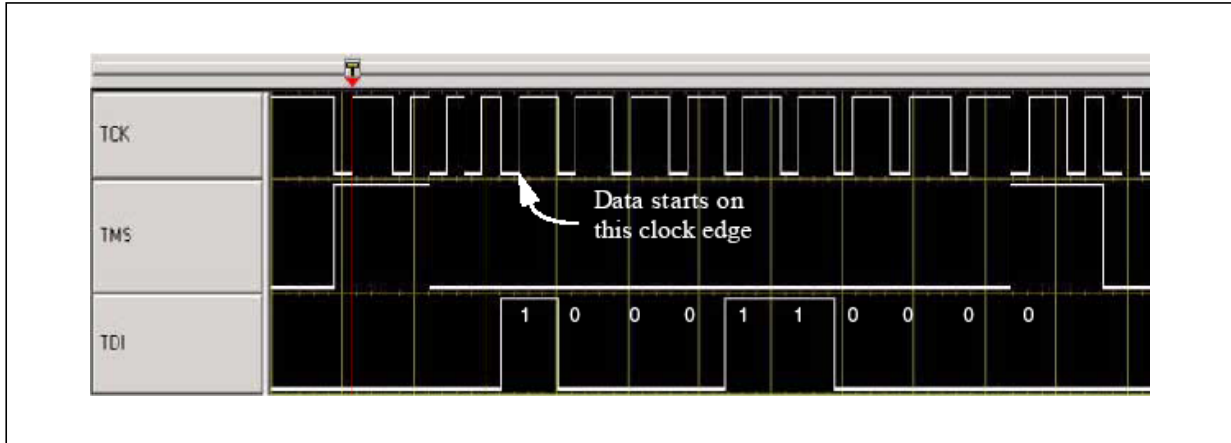 T
TCK
Data starts on
this clock edge
TMS
TDI
1 0 0 0 1 1 0 0 0 0